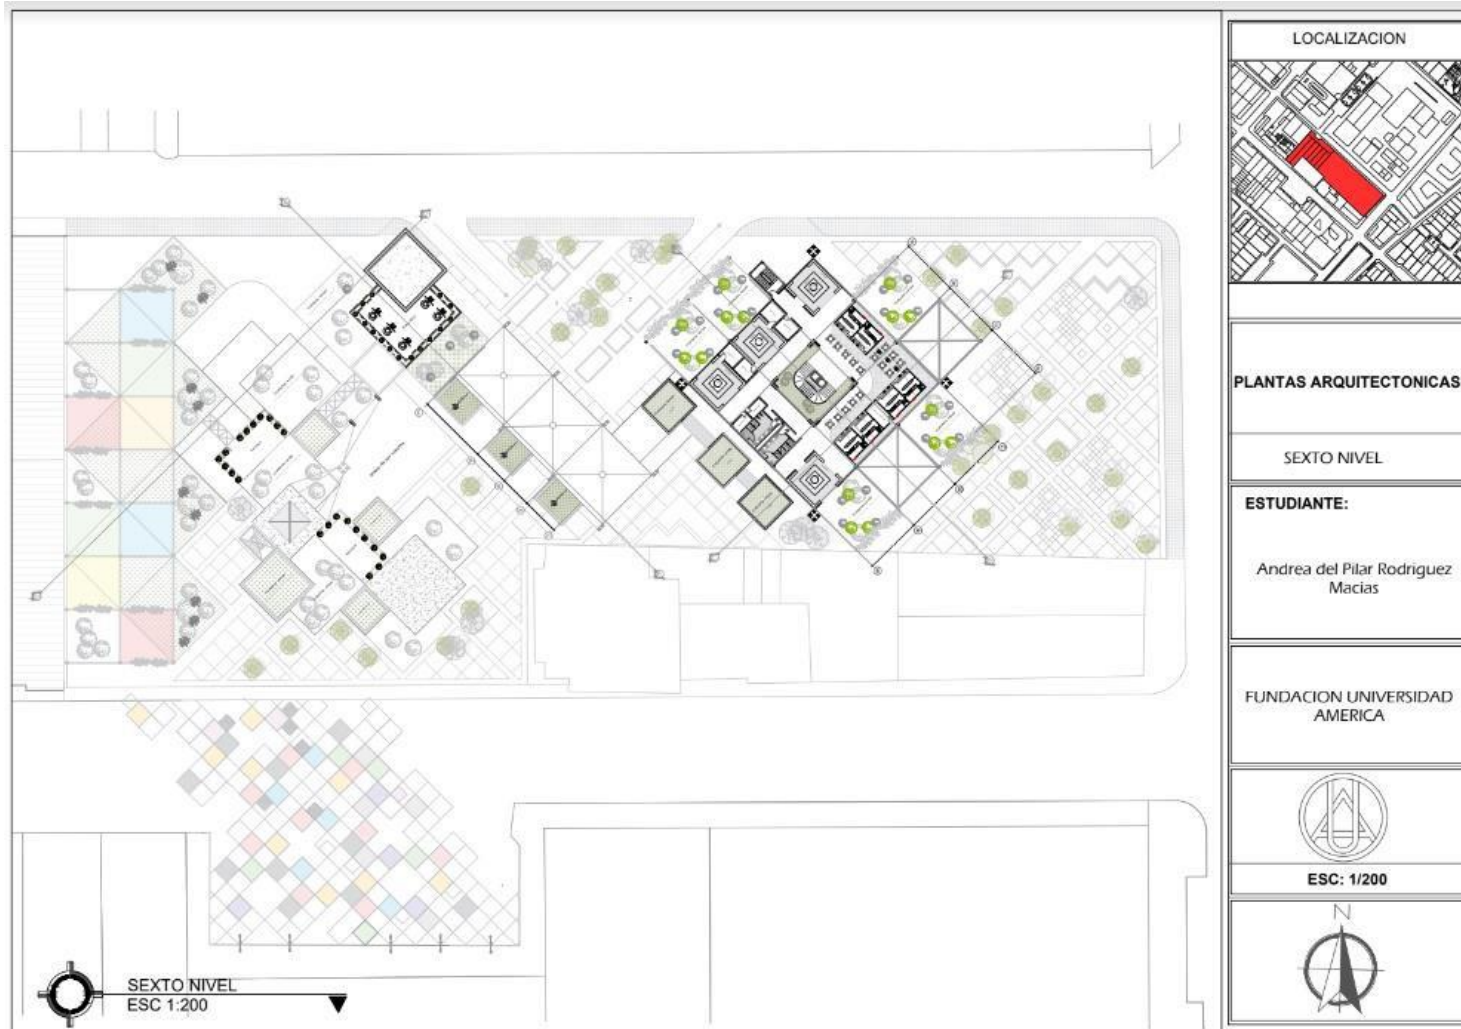 LOCALIZACION
PLANTAS ARQUITECTONICAS
SEXTO NIVEL
ESTUDIANTE:
Andrea del Pilar Rodriguez
Macias
FUNDACION UNIVERSIDAD
AMERICA
ESC: 1/200
N
SEXTO NIVEL
ESC 1:200